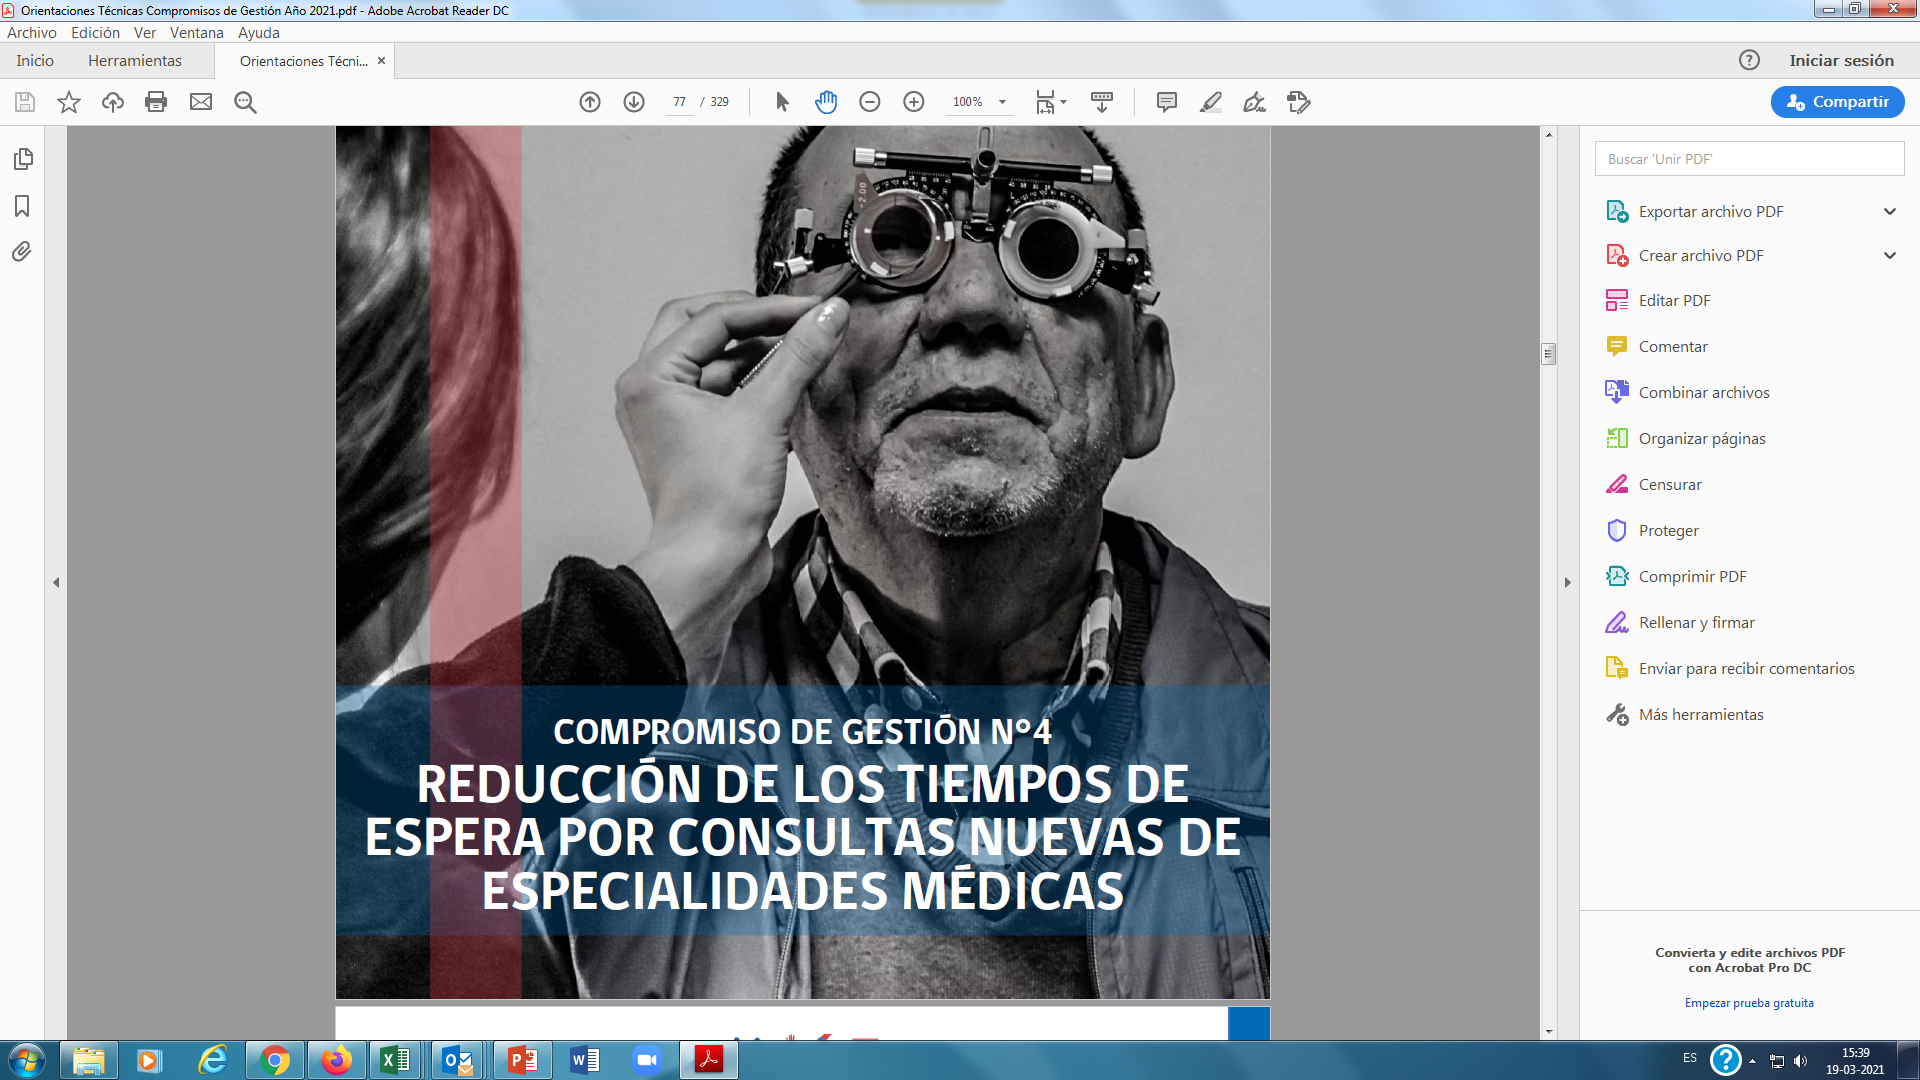 Orientaciones Técnicas Compromisos de Gestión Año 2021.pdf - Adobe Acrobat Reader DC
Archivo Edición Ver Ventana Ayuda
Inicio Herramientas Orientaciones Técni... ×
Iniciar sesión
77 / 329
100%
Compartir
-2.00
COMPROMISO DE GESTIÓN N°4
REDUCCIÓN DE LOS TIEMPOS DE
ESPERA POR CONSULTAS NUEVAS DE
ESPECIALIDADES MÉDICAS
Buscar 'Unir PDF'
Exportar archivo PDF
Crear archivo PDF
Editar PDF
Comentar
Combinar archivos
Organizar páginas
Censurar
Proteger
Comprimir PDF
Rellenar y firmar
Enviar para recibir comentarios
Más herramientas
Convierta y edite archivos PDF
con Acrobat Pro DC
Empezar prueba gratuita
ES
15:39
19-03-2021